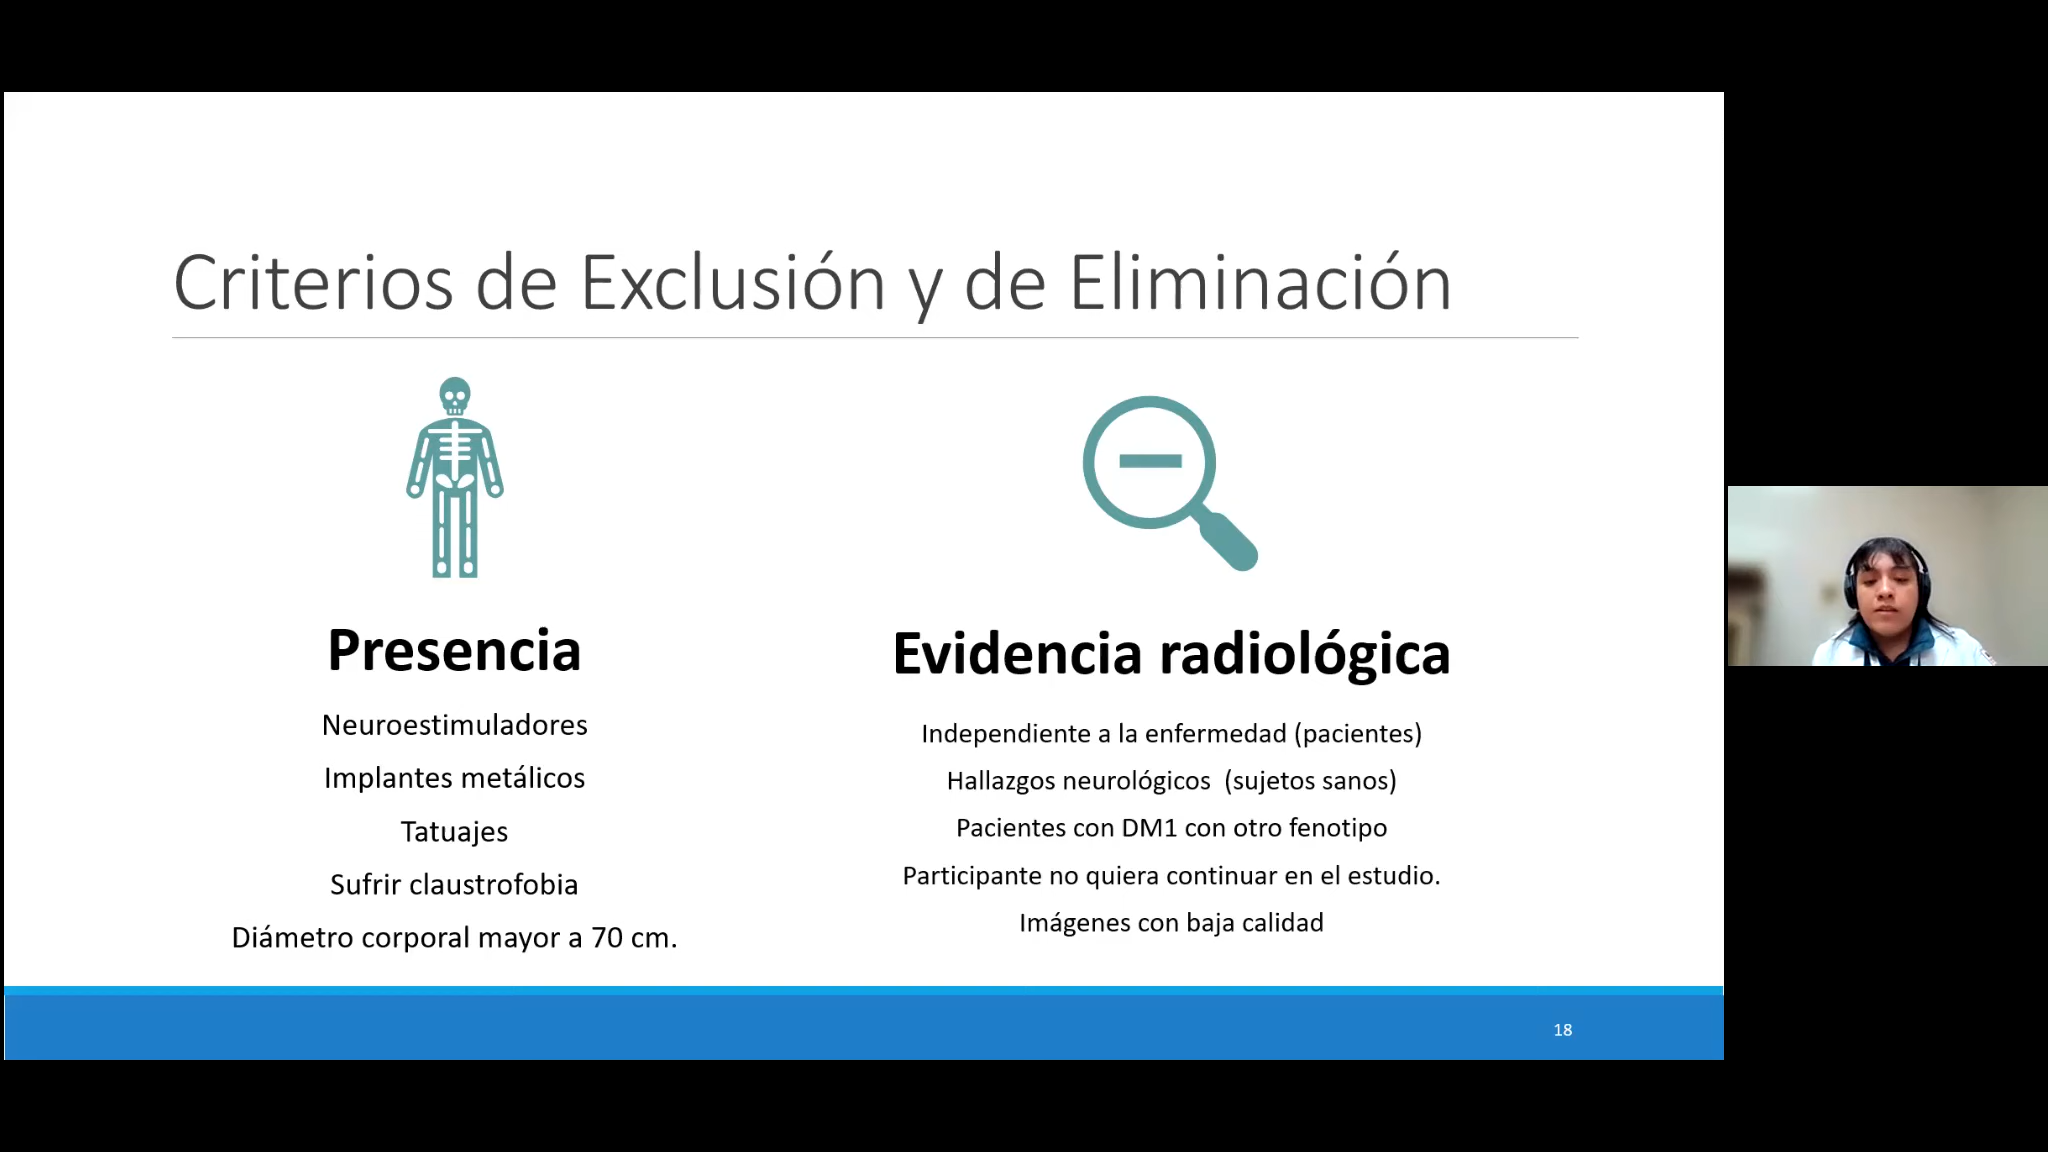 Criterios de Exclusión y de Eliminación
Presencia
Neuroestimuladores
Implantes metálicos
Tatuajes
Sufrir claustrofobia
Diámetro corporal mayor a 70 cm.
Evidencia radiológica
Independiente a la enfermedad (pacientes)
Hallazgos neurológicos (sujetos sanos)
Pacientes con DM1 con otro fenotipo
Participante no quiera continuar en el estudio.
Imágenes con baja calidad
18